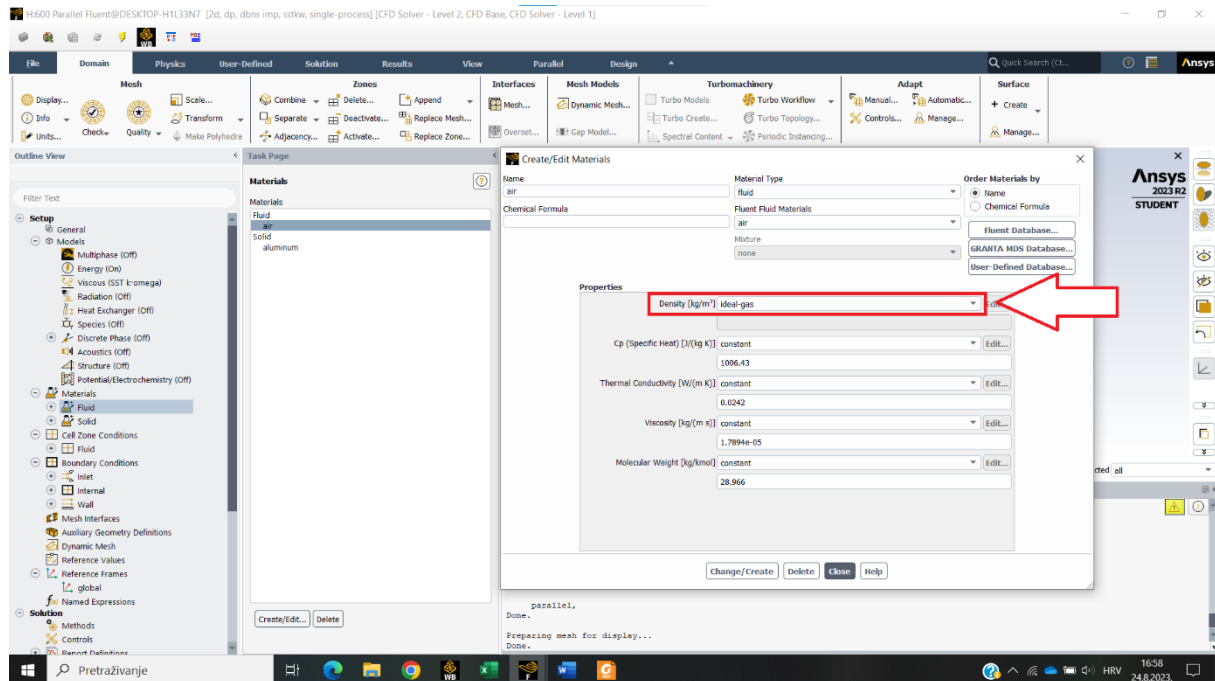 H:600 Parallel Fluent@DESKTOP-H1L33N7 [2d, dp, dbns imp, sstkw, single-process] [CFD Solver - Level 2, CFD Base, CFD Solver - Level 1]
WB
File Domain Physics User-Defined Solution Results View Parallel Design Quick Search (Ct... Ansys
Mesh Zones Interfaces Mesh Models Turbomachinery Adapt Surface
Display... Scale... Combine Delete... Append Mesh... Dynamic Mesh... Turbo Models Turbo Workflow Manual... Automatic... + Create
Info Transform Separate Deactivate... Replace Mesh... Turbo Create... Turbo Topology... Controls... Manage...
Units... Check Quality Make Polyhedra Adjacency... Activate... Replace Zone... Overset... Gap Model... Spectral Content Periodic Instancing... Manage...
Outline View
Filter Text
Setup
General
Models
Multiphase (Off)
Energy (On)
Viscous (SST k-omega)
Radiation (Off)
Heat Exchanger (Off)
Species (Off)
Discrete Phase (Off)
Acoustics (Off)
Structure (Off)
Potential/Electrochemistry (Off)
Materials
Fluid
Solid
Cell Zone Conditions
Fluid
Boundary Conditions
Inlet
Internal
Wall
Mesh Interfaces
Auxiliary Geometry Definitions
Dynamic Mesh
Reference Values
Reference Frames
global
Named Expressions
Solution
Methods
Controls
Report Definitions
Task Page
Materials
Materials
Fluid
air
Solid
aluminum
Create/Edit... Delete
Create/Edit Materials
Name Material Type Order Materials by
air fluid Name
Chemical Formula Fluent Fluid Materials Chemical Formula
air Fluent Database...
Mixture
none GRANTA MDS Database...
User-Defined Database...
Properties
Density [kg/m³] ideal-gas
Cp (Specific Heat) [J/(kg K)] constant Edit...
1006.43
Thermal Conductivity [W/(m K)] constant Edit...
0.0242
Viscosity [kg/(m s)] constant Edit...
1.7894e-05
Molecular Weight [kg/kmol] constant Edit...
28.966
Change/Create Delete Close Help
Ansys
2023 R2
STUDENT
cted all
parallel,
Done.
Preparing mesh for display...
Done.
Pretraživanje
WB
HRV
16:58
24.8.2023.